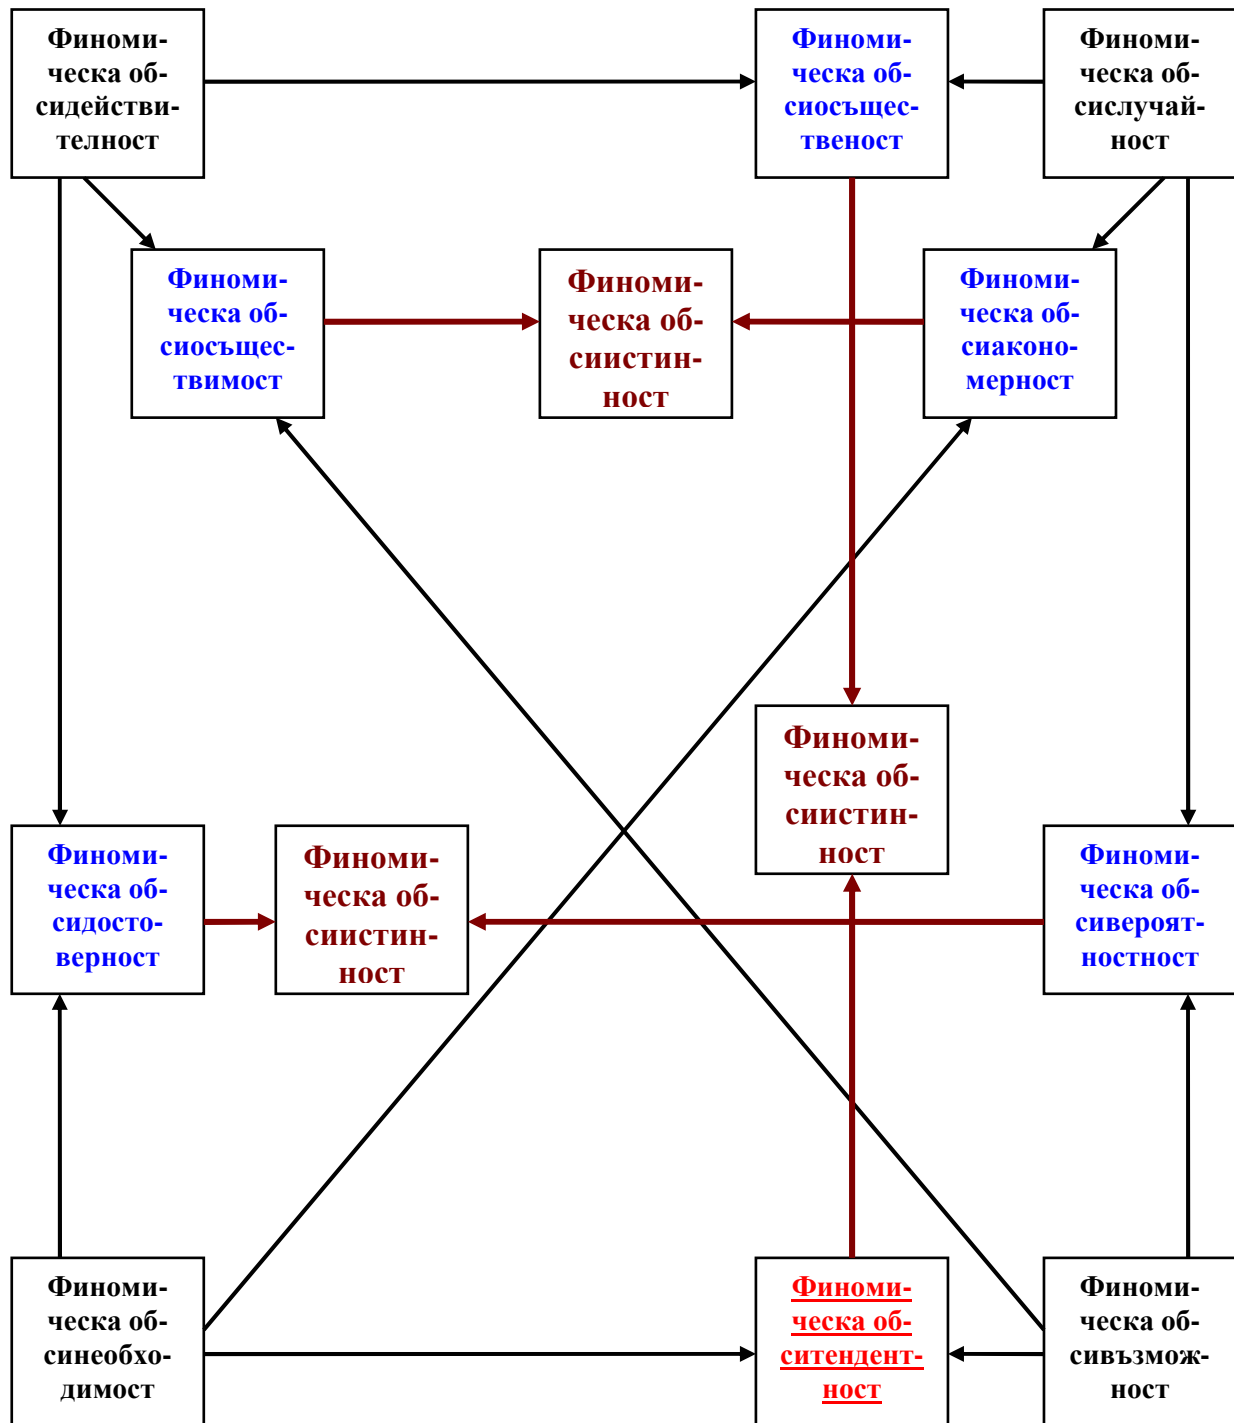 Финоми-
ческа об-
сидействи-
телност
Финоми-
ческа об-
сиосъщес-
твеност
Финоми-
ческа об-
сислучай-
ност
Финоми-
ческа об-
сиосъщес-
твимост
Финоми-
ческа об-
сиистин-
ност
Финоми-
ческа об-
сиаконо-
мерност
Финоми-
ческа об-
сиистин-
ност
Финоми-
ческа об-
сидосто-
верност
Финоми-
ческа об-
сиистин-
ност
Финоми-
ческа об-
сивероят-
ностност
Финоми-
ческа об-
синеобхо-
димост
Финоми-
ческа об-
ситендент-
ност
Финоми-
ческа об-
сивъзмож-
ност